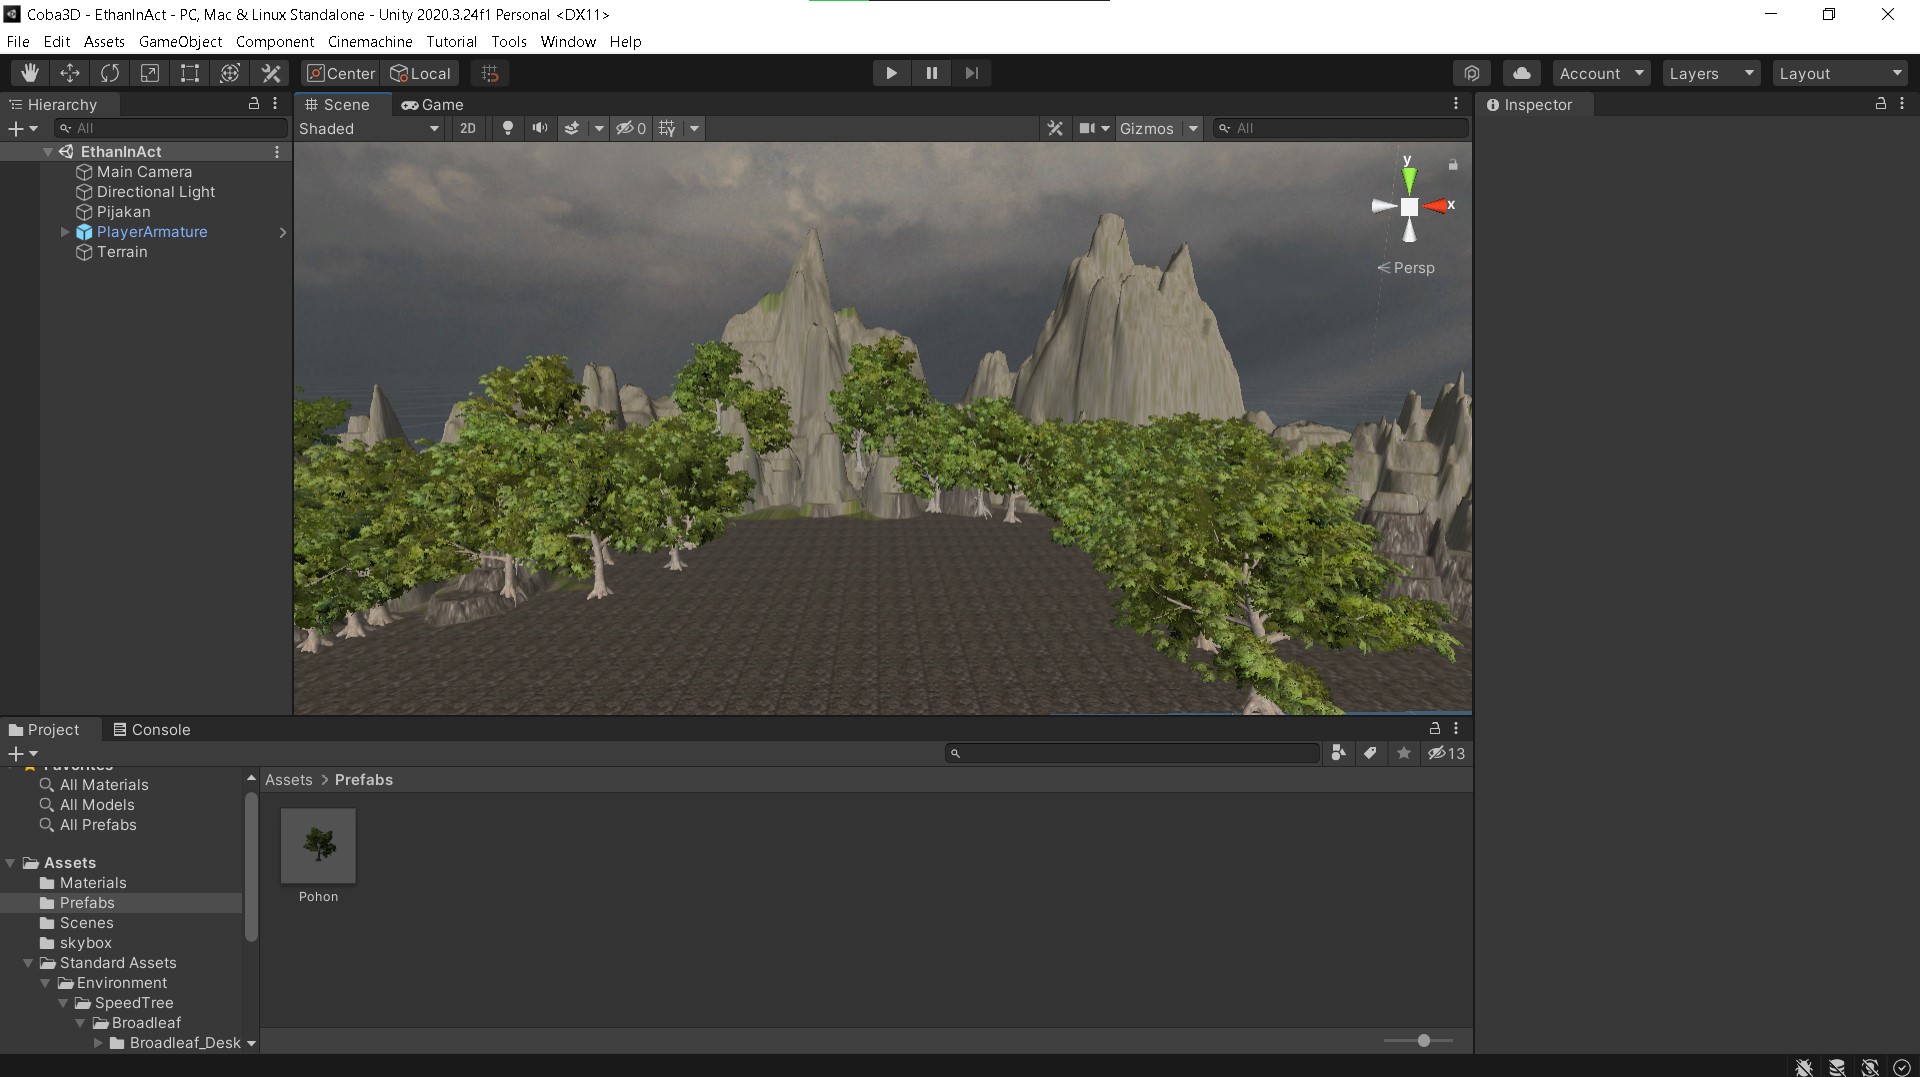 Coba3D - EthanInAct - PC, Mac & Linux Standalone - Unity 2020.3.24f1 Personal <DX11>
File Edit Assets GameObject Component Cinemachine Tutorial Tools Window Help
Center Local Account Layers Layout
Hierarchy
All
EthanInAct
Main Camera
Directional Light
Pijakan
PlayerArmature
Terrain
Scene Game
Shaded 2D 0 Gizmos All
y
x
Persp
Inspector
Project Console
13
Favorites
All Materials
All Models
All Prefabs
Assets
Materials
Prefabs
Scenes
skybox
Standard Assets
Environment
SpeedTree
Broadleaf
Broadleaf_Desk
Assets > Prefabs
Pohon